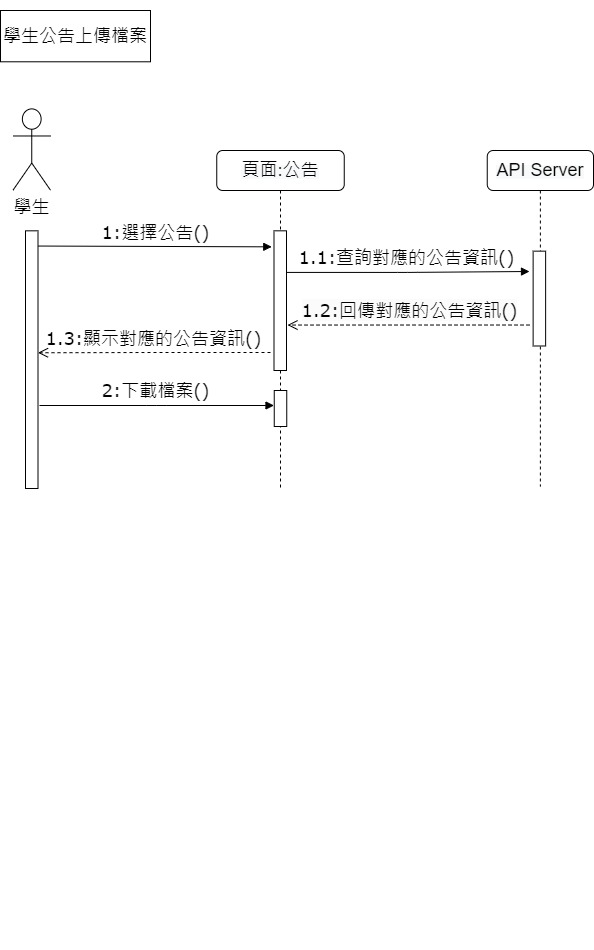 學生公告上傳檔案
學生
頁面:公告
API Server
1:選擇公告()
1.1:查詢對應的公告資訊()
1.2:回傳對應的公告資訊()
1.3:顯示對應的公告資訊()
2:下載檔案()